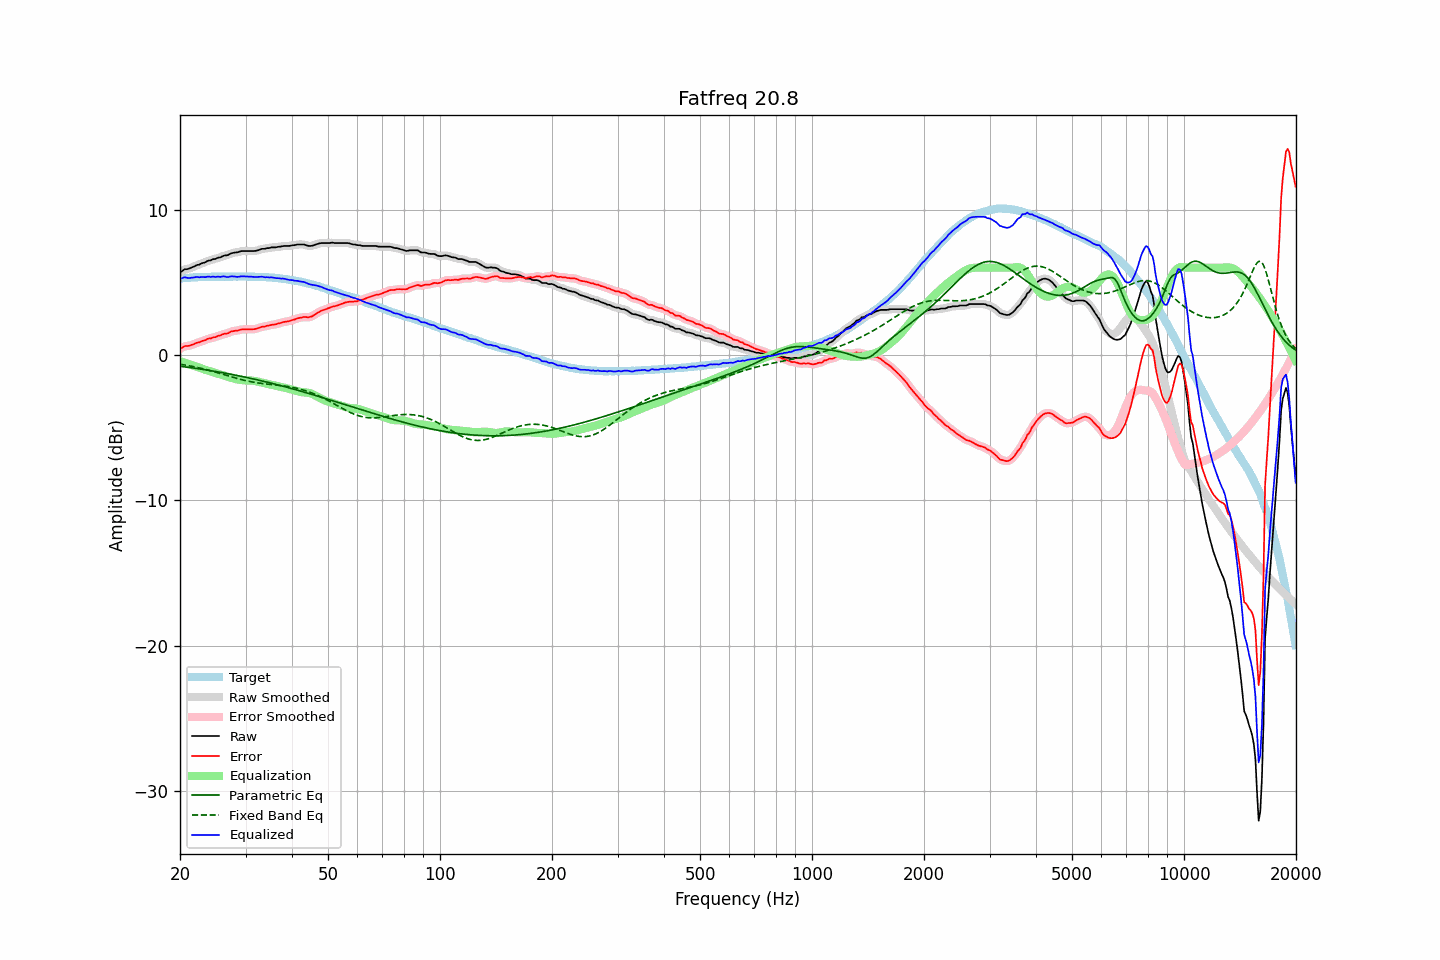 Fatfreq 20.8
10
0
−10
−20
−30
Amplitude (dBr)
Target
Raw Smoothed
Error Smoothed
Raw
Error
Equalization
Parametric Eq
Fixed Band Eq
Equalized
20 50 100 200 500 1000 2000 5000 10000 20000
Frequency (Hz)